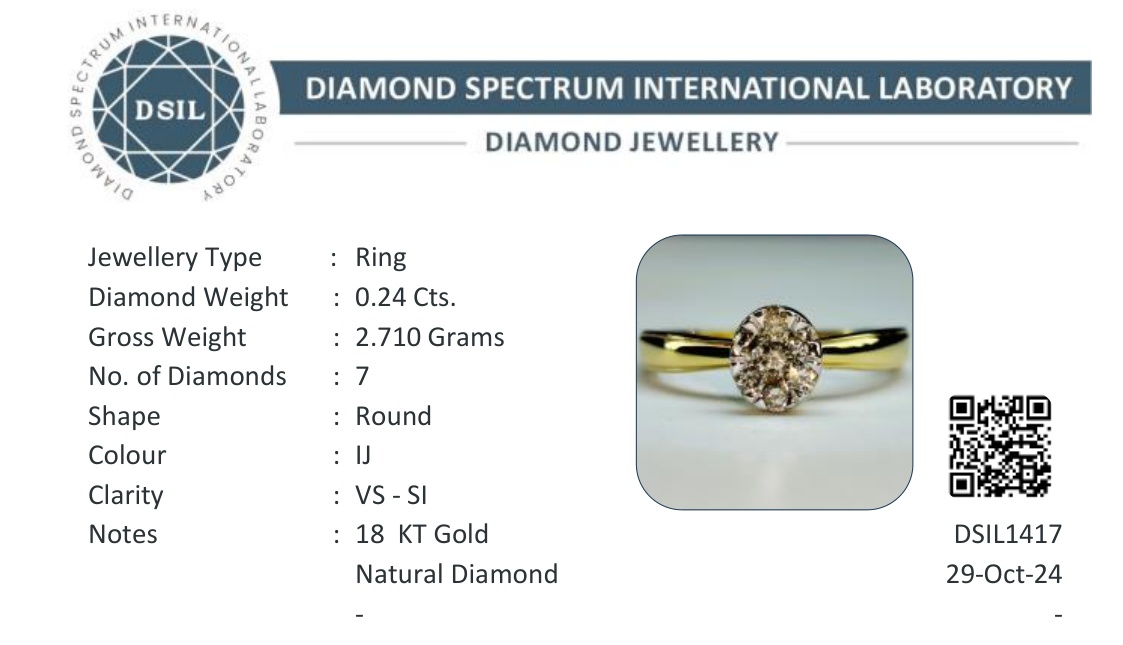 DIAMOND SPECTRUM INTERNATIONAL LABORATORY
DSIL
DIAMOND SPECTRUM INTERNATIONAL LABORATORY
DIAMOND JEWELLERY
Jewellery Type : Ring
Diamond Weight : 0.24 Cts.
Gross Weight : 2.710 Grams
No. of Diamonds : 7
Shape : Round
Colour : IJ
Clarity : VS - SI
Notes : 18 KT Gold
Natural Diamond
-
DSIL1417
29-Oct-24
-